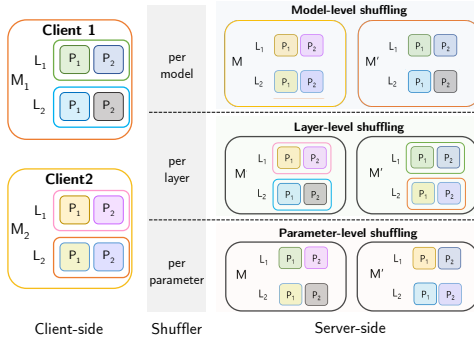 Client 1
M1
L1 P1 P2
L2 P1 P2
Client2
M2
L1 P1 P2
L2 P1 P2
Client-side
per
model
per
layer
per
parameter
Shuffler
Model-level shuffling
M
L1 P1 P2
L2 P1 P2
M'
L1 P1 P2
L2 P1 P2
Layer-level shuffling
M
L1 P1 P2
L2 P1 P2
M'
L1 P1 P2
L2 P1 P2
Parameter-level shuffling
M
L1 P1 P2
L2 P1 P2
M'
L1 P1 P2
L2 P1 P2
Server-side